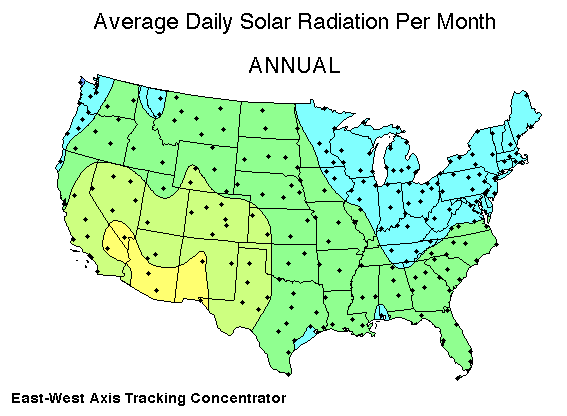 Average Daily Solar Radiation Per Month
ANNUAL
East-West Axis Tracking Concentrator